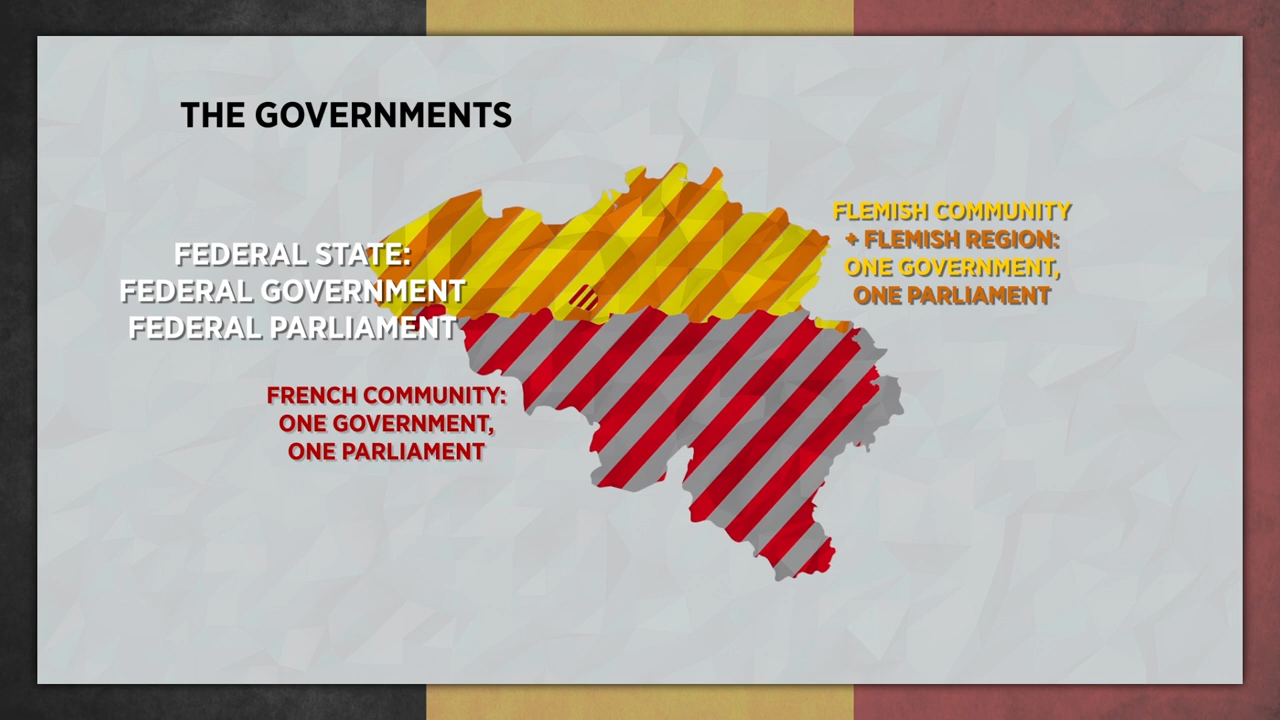 THE GOVERNMENTS
FEDERAL STATE:
FEDERAL GOVERNMENT
FEDERAL PARLIAMENT
FRENCH COMMUNITY:
ONE GOVERNMENT,
ONE PARLIAMENT
FLEMISH COMMUNITY
+ FLEMISH REGION:
ONE GOVERNMENT,
ONE PARLIAMENT